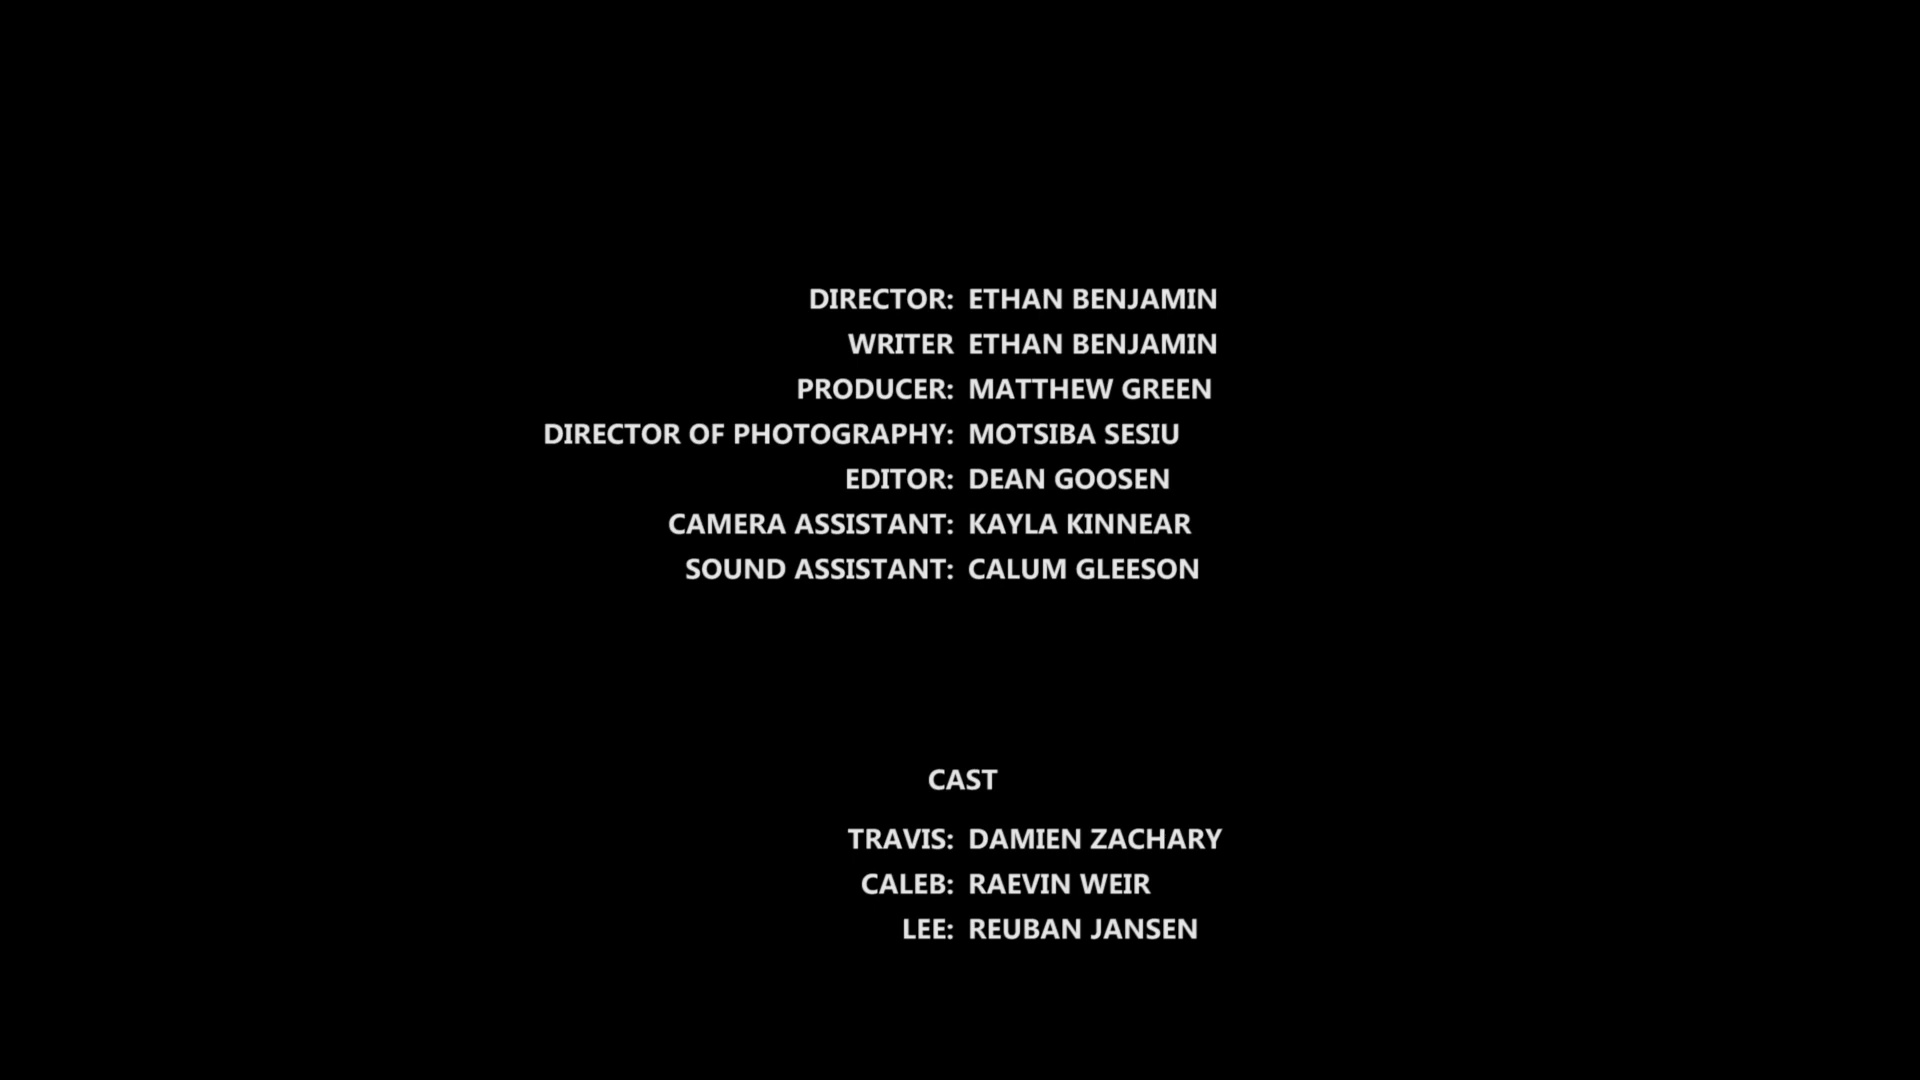 DIRECTOR: ETHAN BENJAMIN
WRITER ETHAN BENJAMIN
PRODUCER: MATTHEW GREEN
DIRECTOR OF PHOTOGRAPHY: MOTSIBA SESIU
EDITOR: DEAN GOOSEN
CAMERA ASSISTANT: KAYLA KINNEAR
SOUND ASSISTANT: CALUM GLEESON
CAST
TRAVIS: DAMIEN ZACHARY
CALEB: RAEVIN WEIR
LEE: REUBAN JANSEN